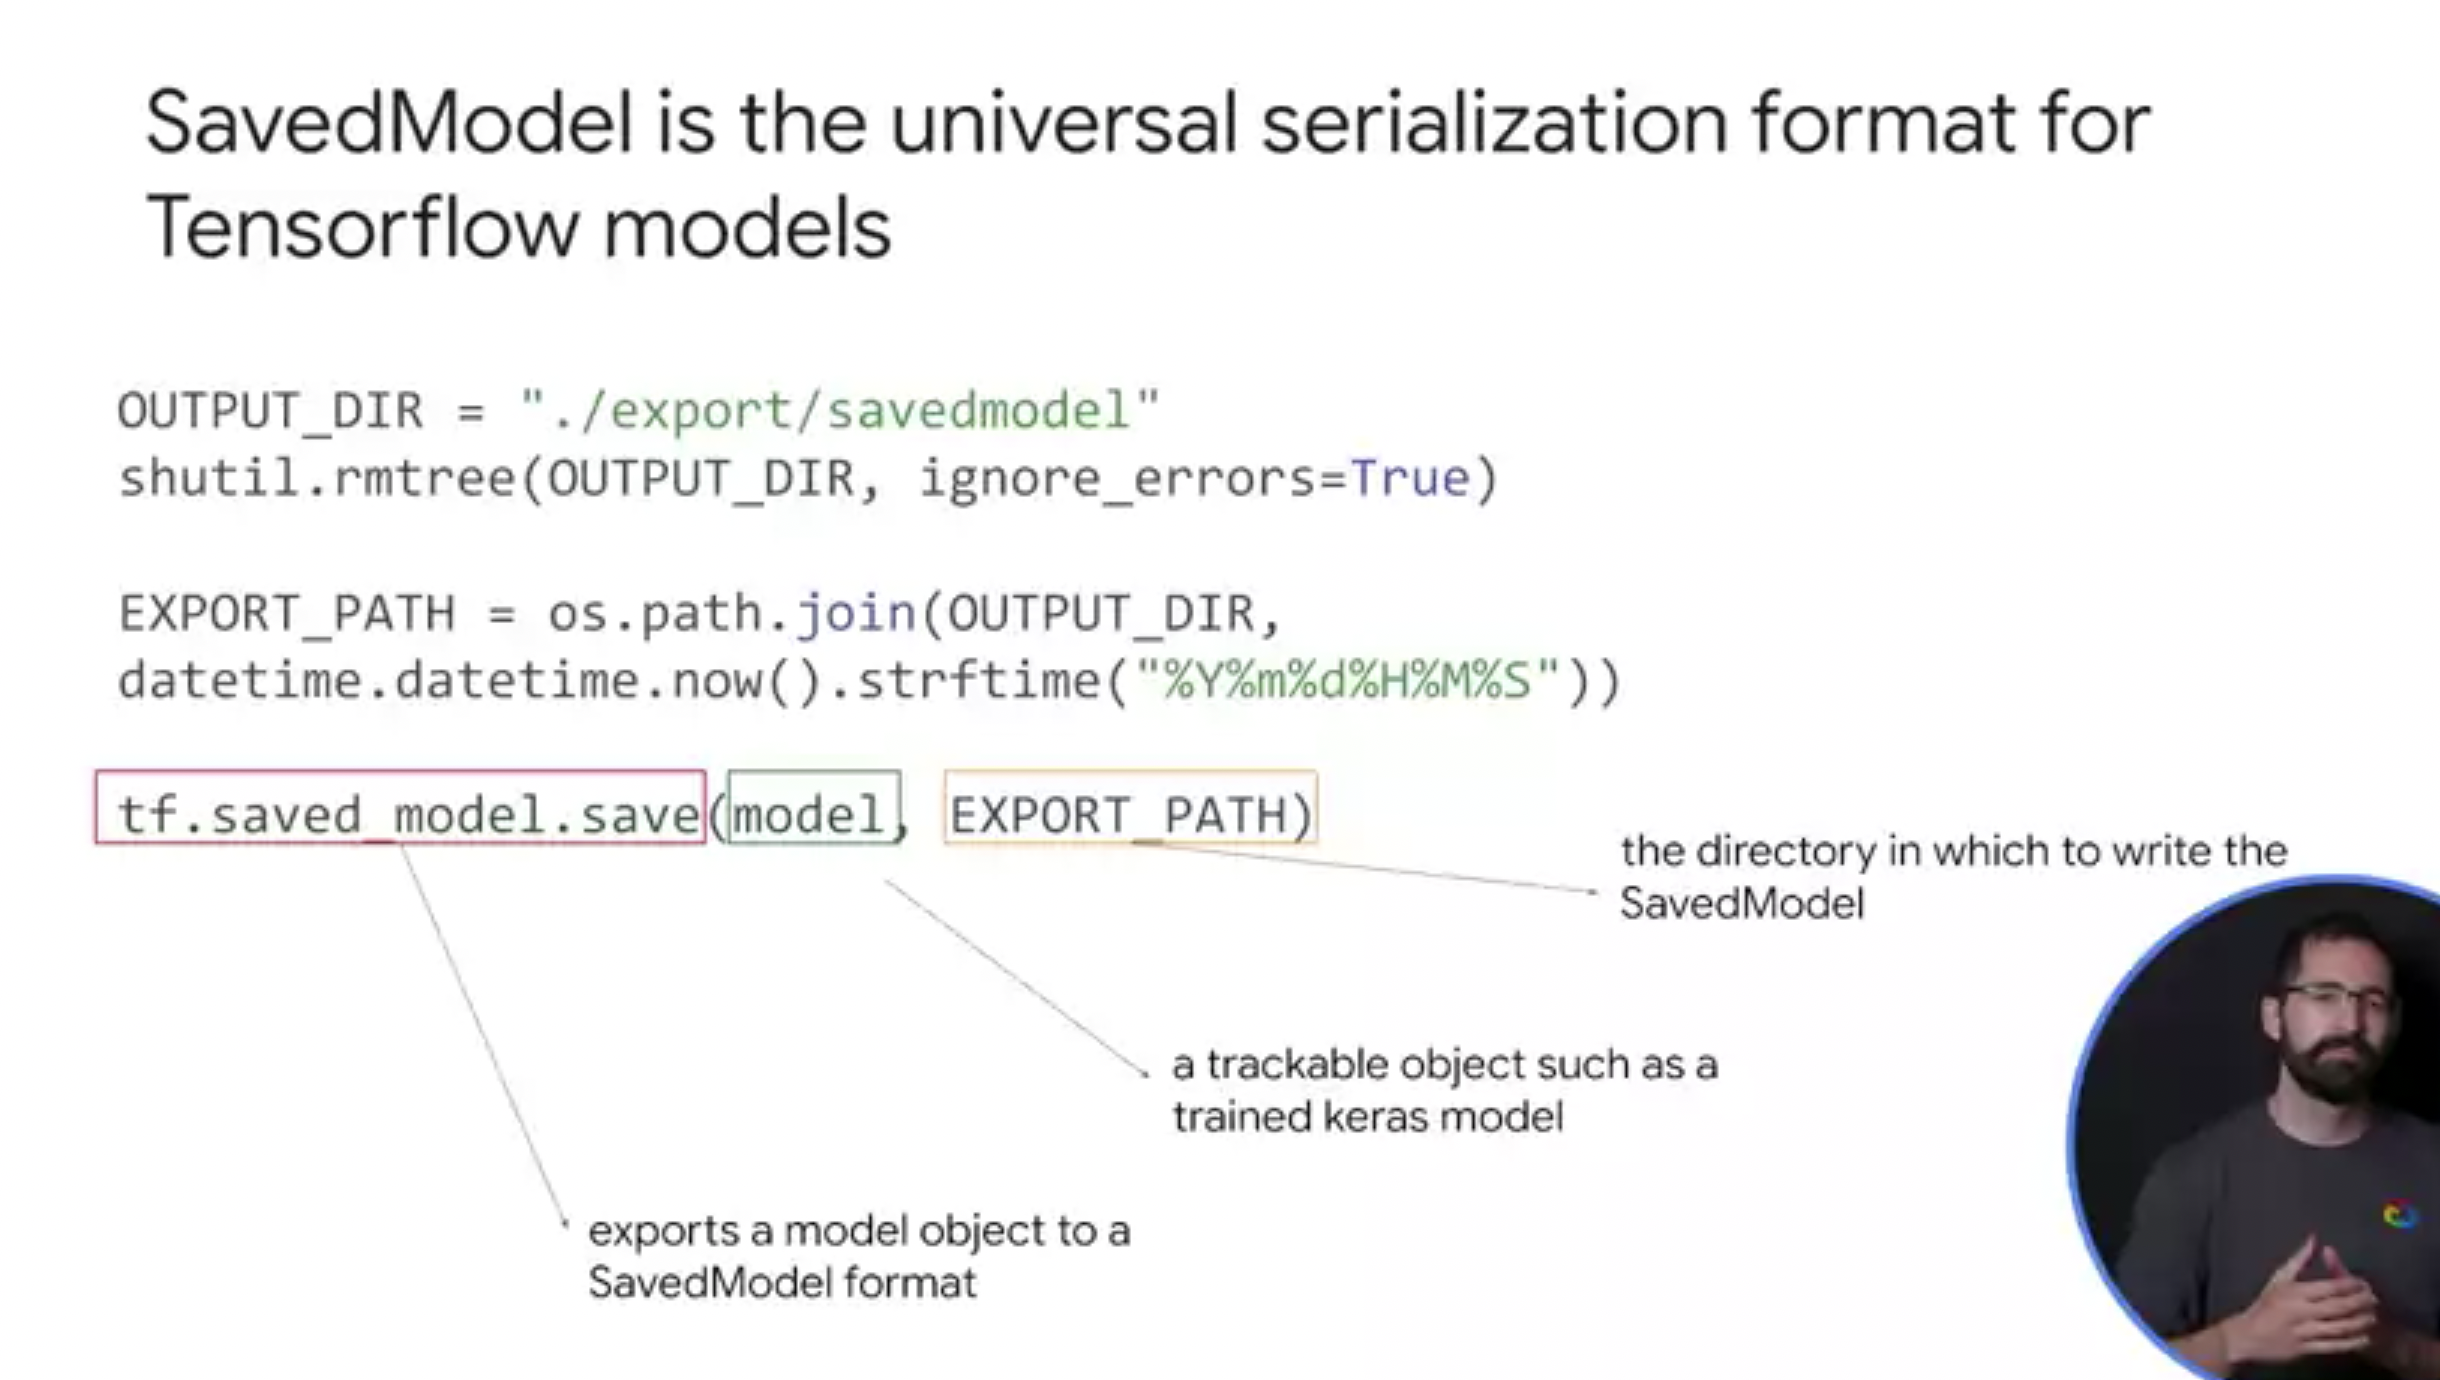 SavedModel is the universal serialization format for
Tensorflow models
OUTPUT_DIR = "./export/savedmodel"
shutil.rmtree(OUTPUT_DIR, ignore_errors=True)
EXPORT_PATH = os.path.join(OUTPUT_DIR,
datetime.datetime.now().strftime("%Y%m%d%H%M%S"))
tf.saved_model.save(model, EXPORT_PATH)
the directory in which to write the
SavedModel
a trackable object such as a
trained keras model
exports a model object to a
SavedModel format